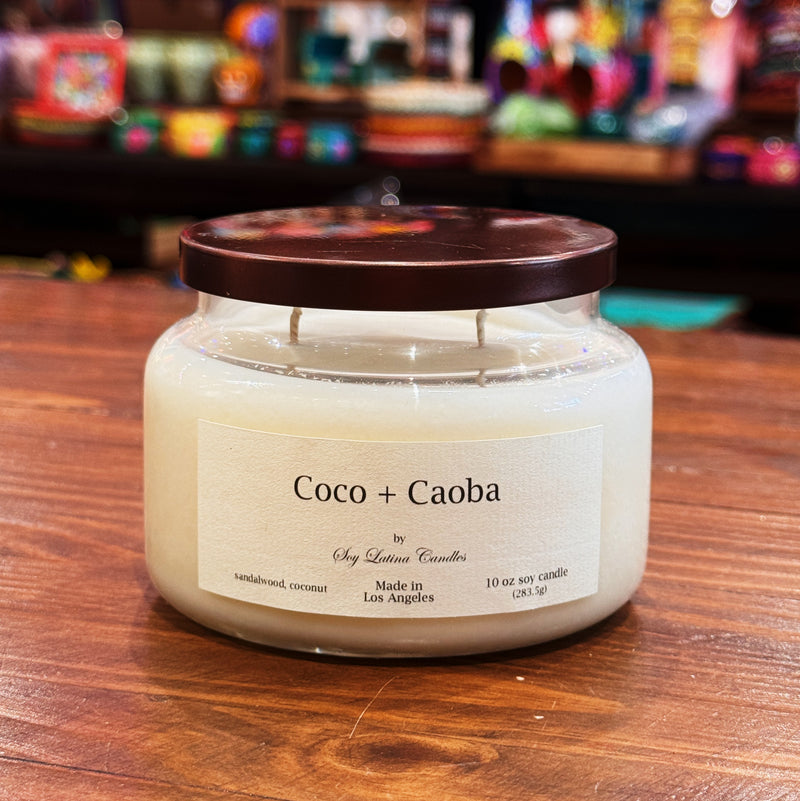 Coco + Caoba
by
Soy Latina Candles
sandalwood, coconut
Made in
Los Angeles
10 oz soy candle
(283.5g)